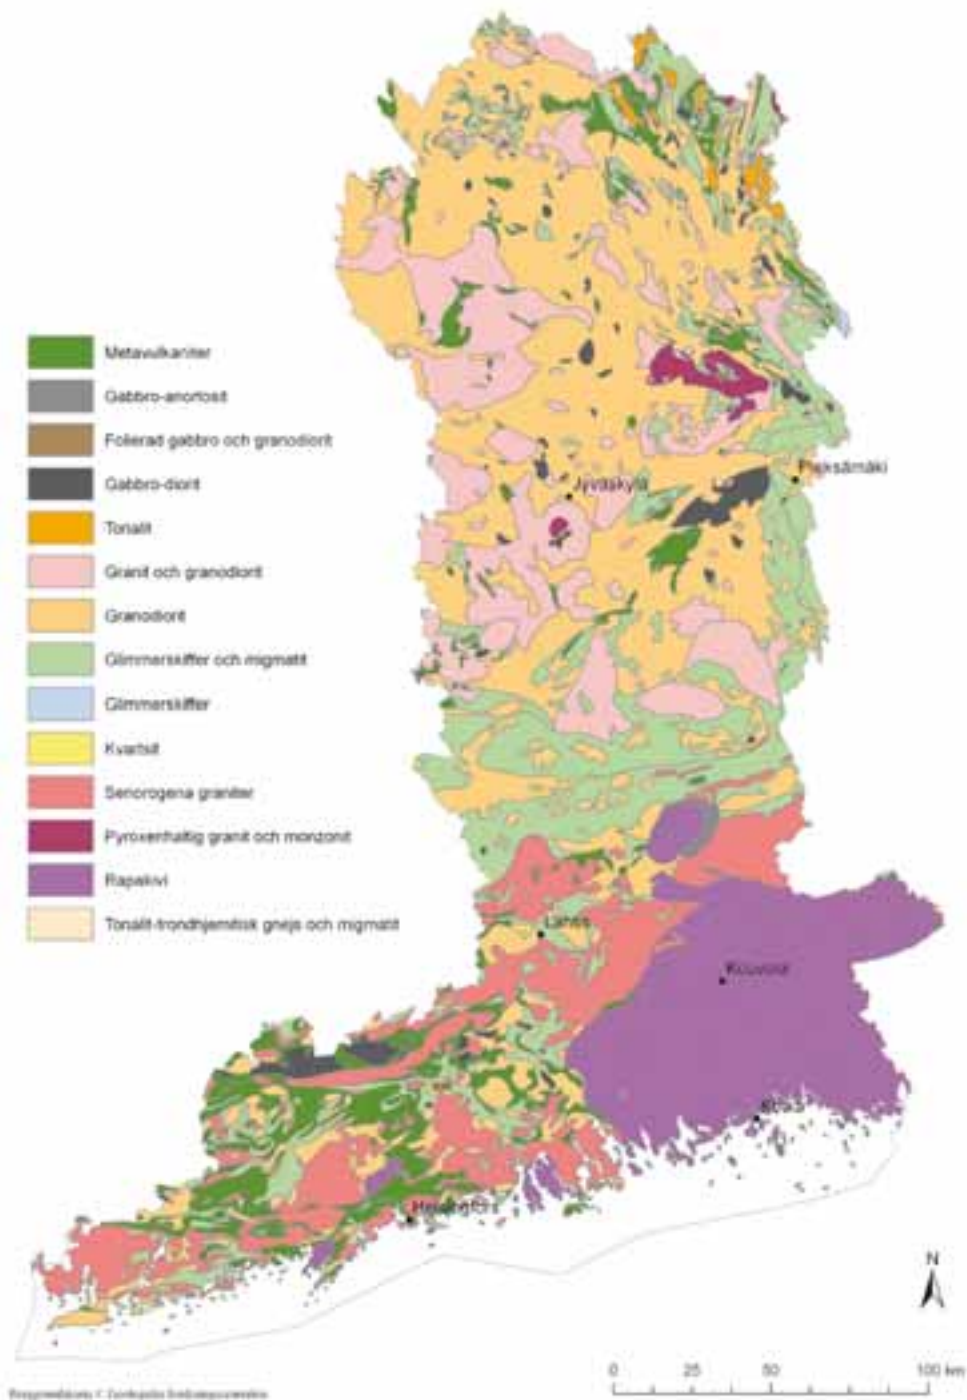 Metavulkaniter
Gabbro-anortosit
Folierad gabbro och granodiorit
Gabbro-diorit
Tonalit
Granit och granodiorit
Granodiorit
Glimmerskiffer och migmatit
Glimmerskiffer
Kvartsit
Senorogena graniter
Pyroxenhaltig granit och monzonit
Rapakivi
Tonalit-trondhjemitisk gnejs och migmatit
Pieksämäki
Jyväskylä
Lahtis
Kouvola
Helsingfors
N
0 25 50 100 km